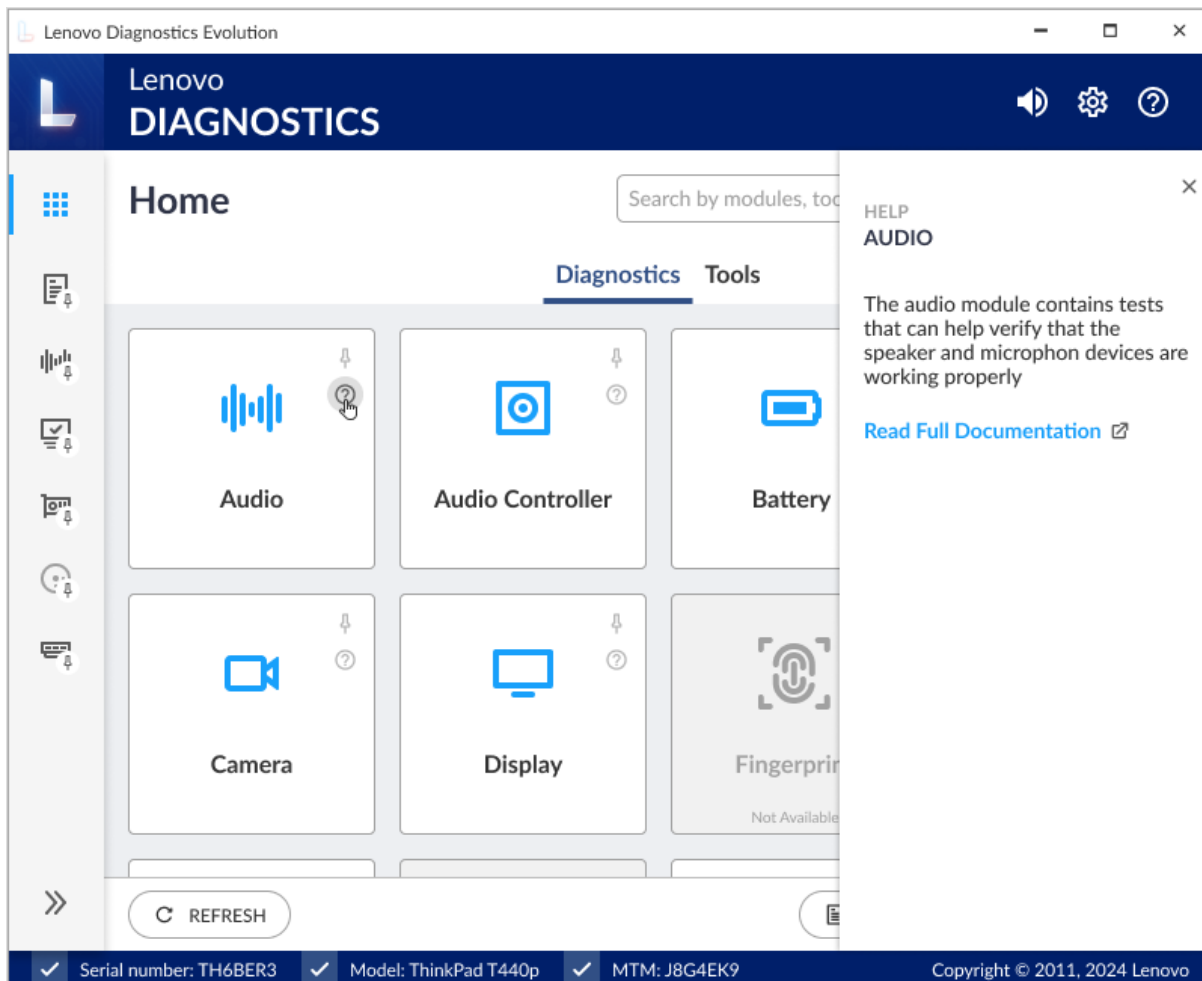 Lenovo Diagnostics Evolution
Lenovo
DIAGNOSTICS
Home
Search by modules, too
Diagnostics Tools
Audio
Audio Controller
Battery
Camera
Display
Fingerprin
Not Available
REFRESH
HELP
AUDIO
The audio module contains tests
that can help verify that the
speaker and microphon devices are
working properly
Read Full Documentation
Serial number: TH6BER3
Model: ThinkPad T440p
MTM: J8G4EK9
Copyright © 2011, 2024 Lenovo